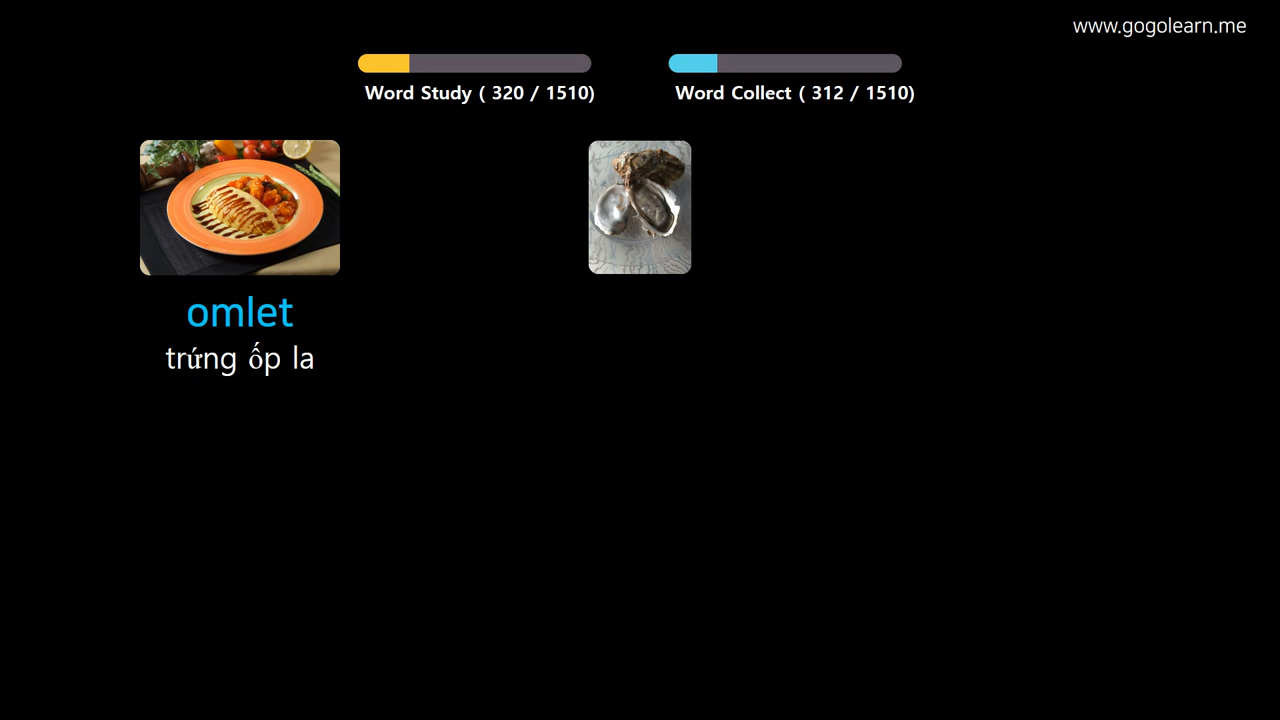 www.gogolearn.me
Word Study ( 320 / 1510)
Word Collect ( 312 / 1510)
omlet
trứng ốp la